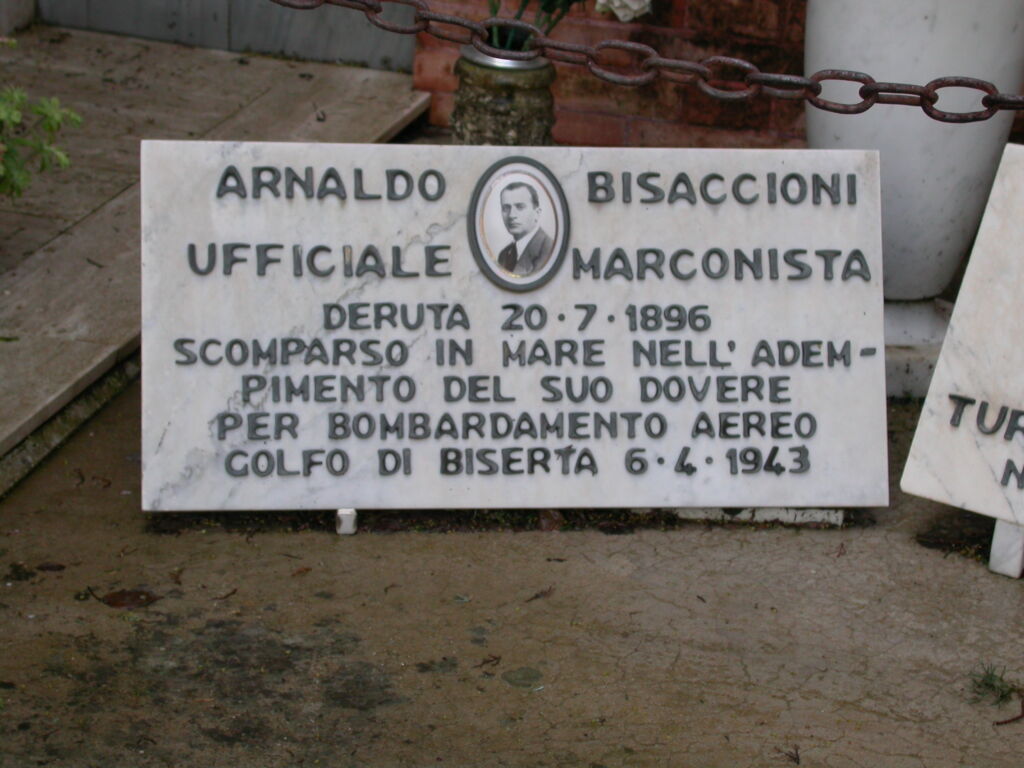 ARNALDO BISACCIONI
UFFICIALE MARCONISTA
DERUTA 20·7·1896
SCOMPARSO IN MARE NELL'ADEM-
PIMENTO DEL SUO DOVERE
PER BOMBARDAMENTO AEREO
GOLFO DI BISERTA 6·4·1943